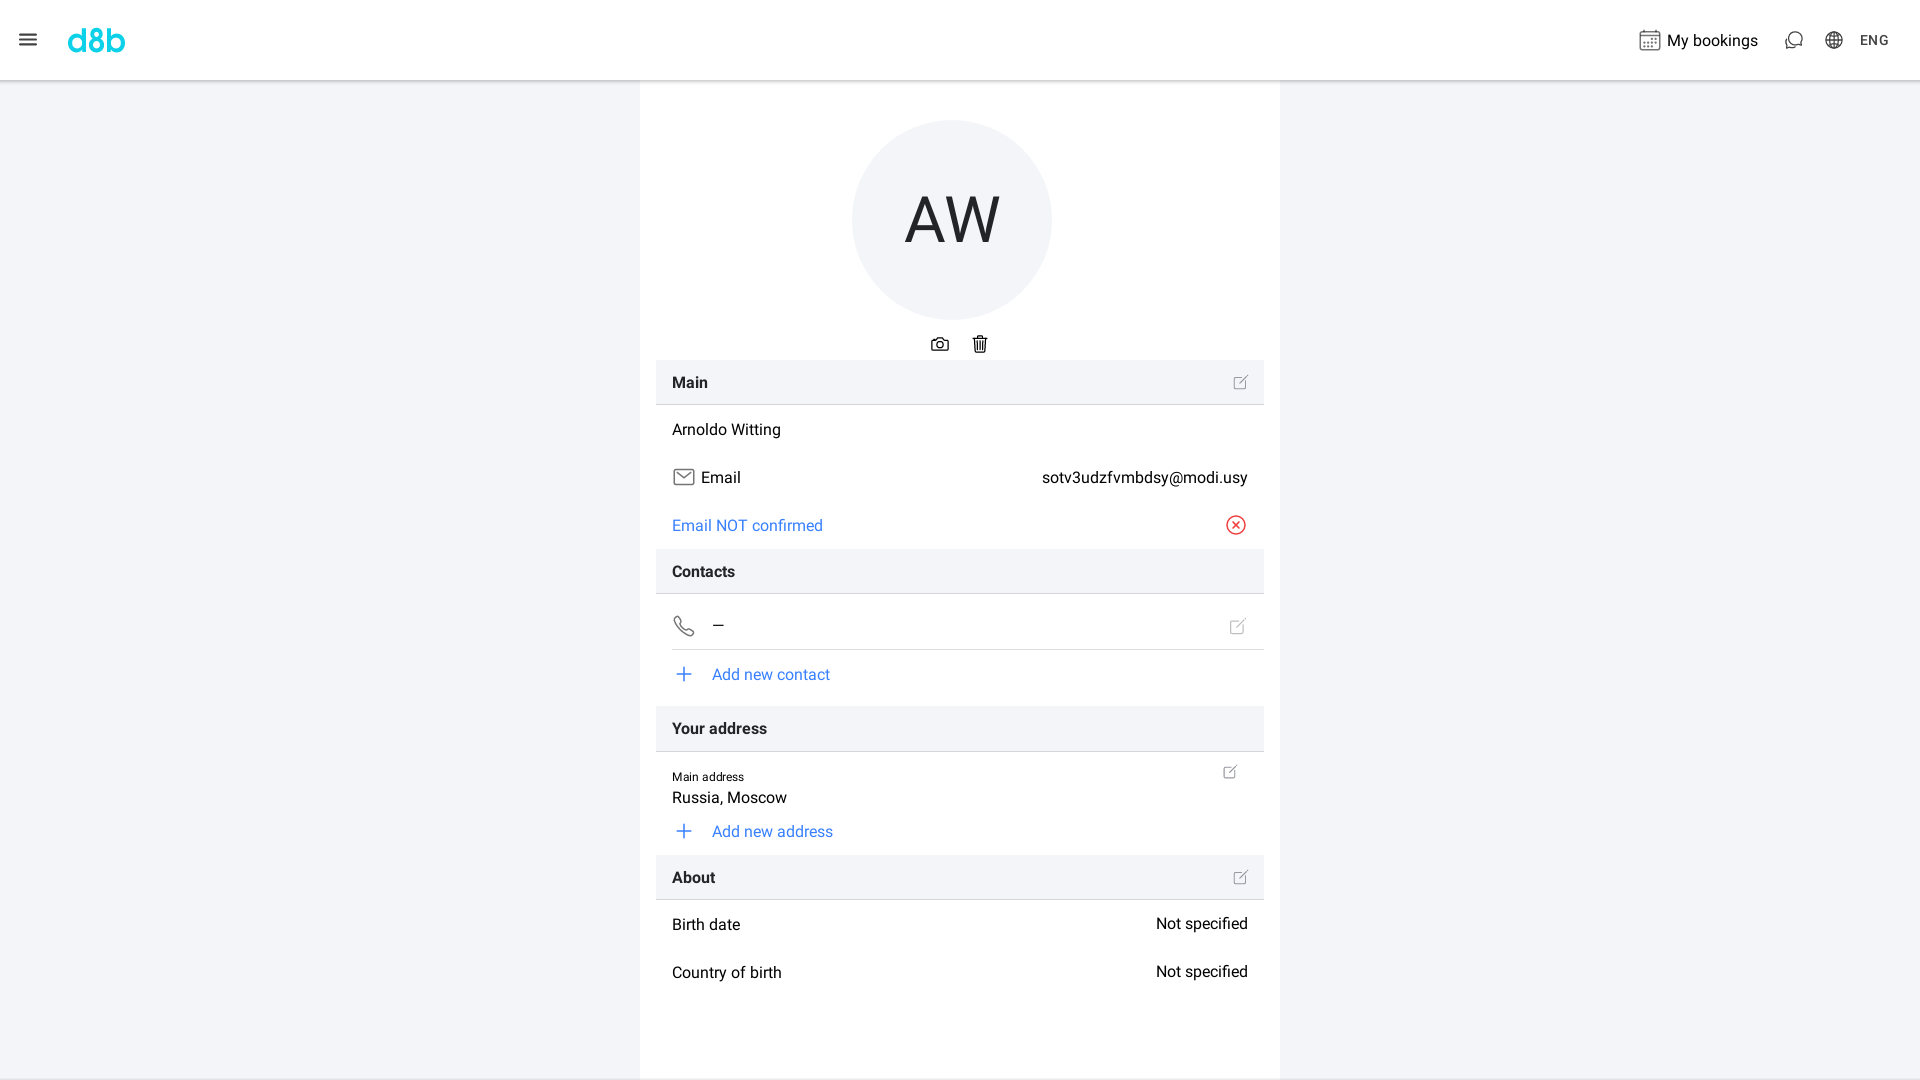 d8b
My bookings
ENG
AW
Main
Arnoldo Witting
Email
sotv3udzfvmbdsy@modi.usy
Email NOT confirmed
Contacts
—
Add new contact
Your address
Main address
Russia, Moscow
Add new address
About
Birth date
Not specified
Country of birth
Not specified